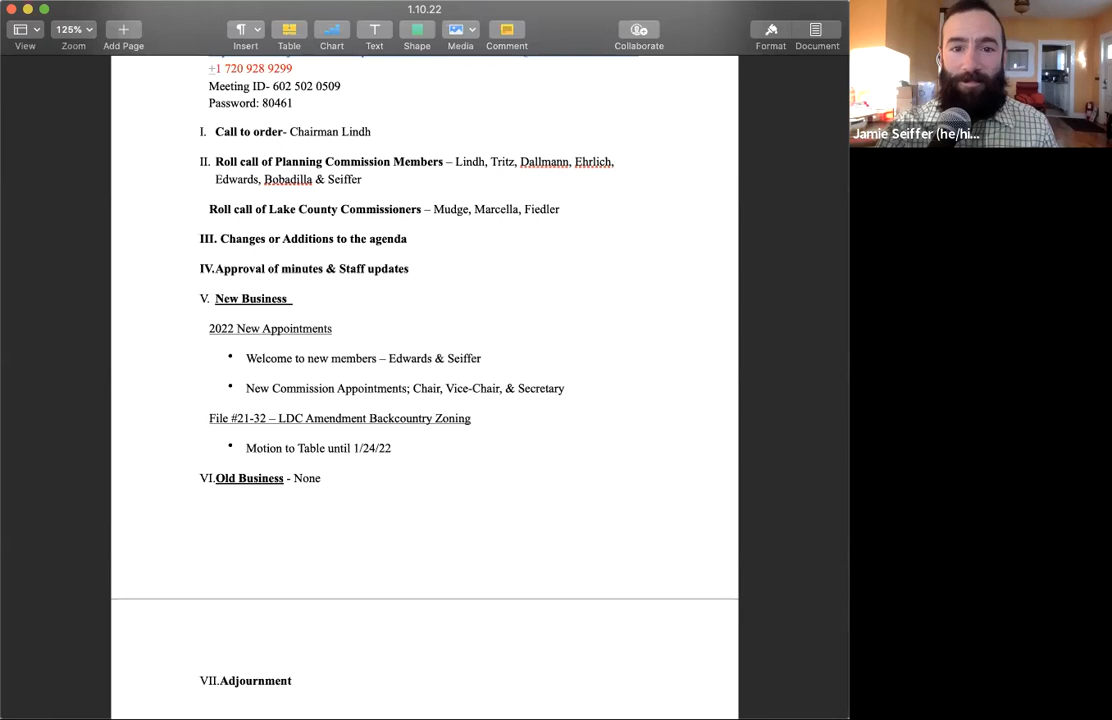 1.10.22
125%
View
Zoom
Add Page
Insert
Table
Chart
Text
Shape
Media
Comment
Collaborate
Format
Document
+1 720 928 9299
Meeting ID- 602 502 0509
Password: 80461
I. Call to order- Chairman Lindh
II. Roll call of Planning Commission Members – Lindh, Tritz, Dallmann, Ehrlich,
Edwards, Bobadilla & Seiffer
Roll call of Lake County Commissioners – Mudge, Marcella, Fiedler
III. Changes or Additions to the agenda
IV.Approval of minutes & Staff updates
V. New Business
2022 New Appointments
• Welcome to new members – Edwards & Seiffer
• New Commission Appointments; Chair, Vice-Chair, & Secretary
File #21-32 – LDC Amendment Backcountry Zoning
• Motion to Table until 1/24/22
VI.Old Business - None
VII.Adjournment
Jamie Seiffer (he/hi...